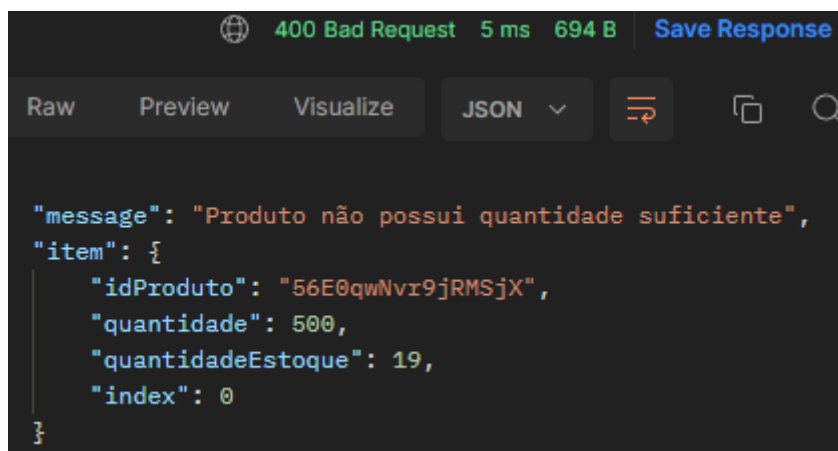 400 Bad Request 5 ms 694 B Save Response
Raw Preview Visualize JSON
"message": "Produto não possui quantidade suficiente",
"item": {
"idProduto": "56E0qwNvr9jRMSjX",
"quantidade": 500,
"quantidadeEstoque": 19,
"index": 0
}